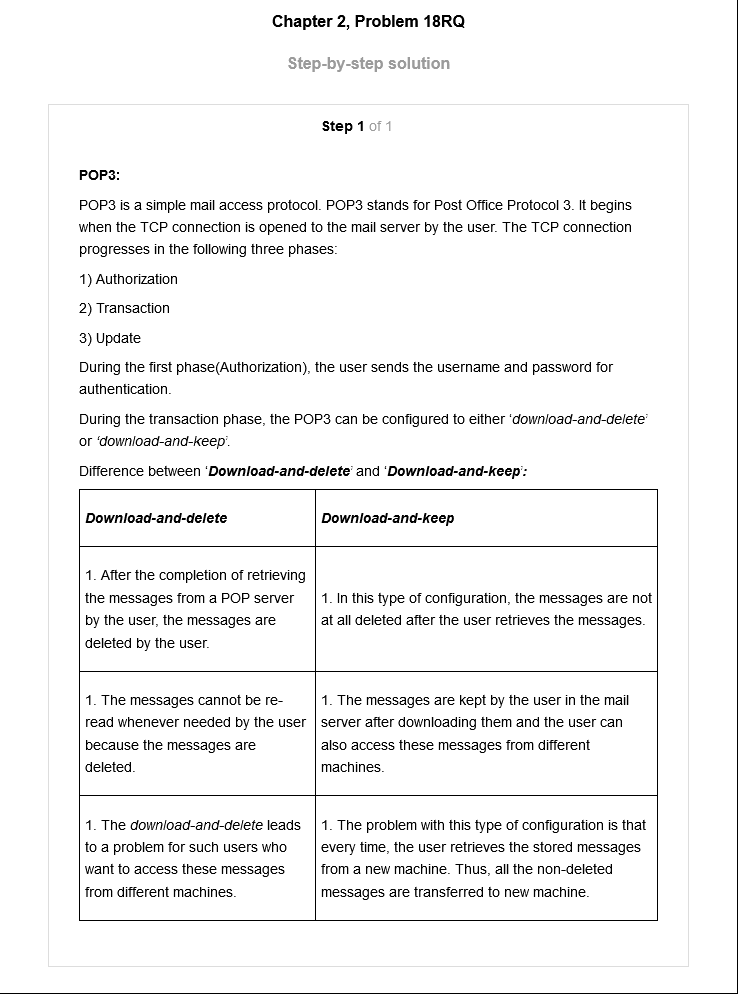 Chapter 2, Problem 18RQ
Step-by-step solution
Step 1 of 1
POP3:
POP3 is a simple mail access protocol. POP3 stands for Post Office Protocol 3. It begins
when the TCP connection is opened to the mail server by the user. The TCP connection
progresses in the following three phases:
1) Authorization
2) Transaction
3) Update
During the first phase(Authorization), the user sends the username and password for
authentication.
During the transaction phase, the POP3 can be configured to either ‘download-and-delete’
or ‘download-and-keep’.
Difference between ‘Download-and-delete’ and ‘Download-and-keep’:
Download-and-delete
Download-and-keep
1. After the completion of retrieving
the messages from a POP server
by the user, the messages are
deleted by the user.
1. In this type of configuration, the messages are not
at all deleted after the user retrieves the messages.
1. The messages cannot be re-
read whenever needed by the user
because the messages are
deleted.
1. The messages are kept by the user in the mail
server after downloading them and the user can
also access these messages from different
machines.
1. The download-and-delete leads
to a problem for such users who
want to access these messages
from different machines.
1. The problem with this type of configuration is that
every time, the user retrieves the stored messages
from a new machine. Thus, all the non-deleted
messages are transferred to new machine.